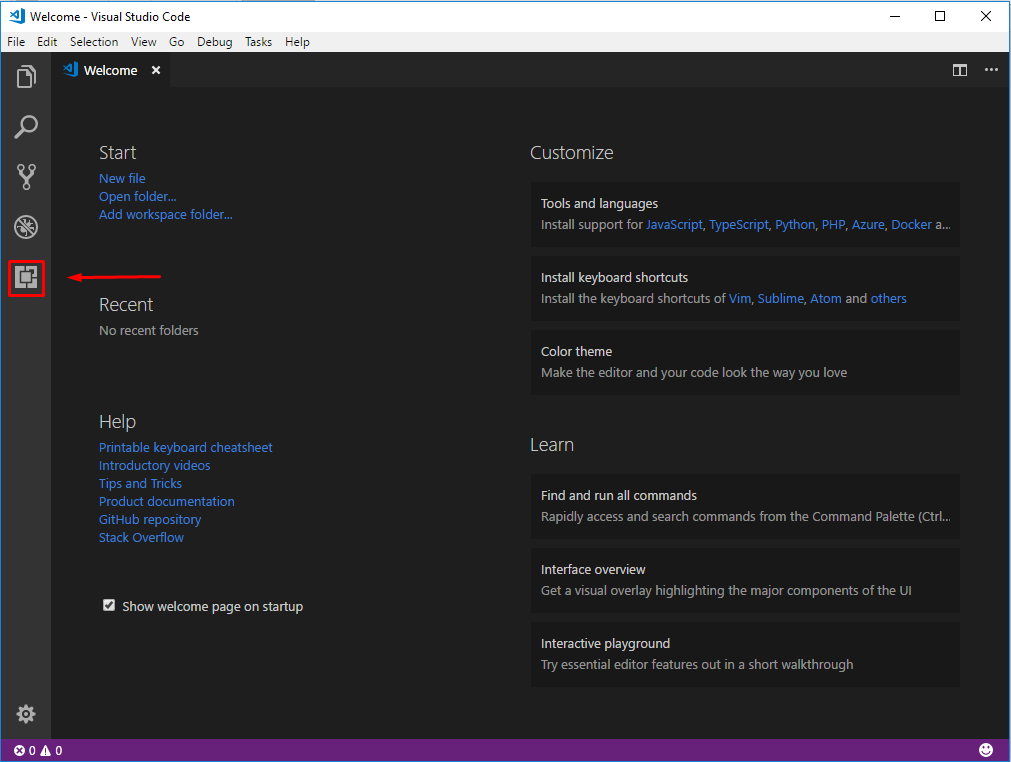 Welcome - Visual Studio Code
File Edit Selection View Go Debug Tasks Help
Welcome
Start
New file
Open folder...
Add workspace folder...
Recent
No recent folders
Help
Printable keyboard cheatsheet
Introductory videos
Tips and Tricks
Product documentation
GitHub repository
Stack Overflow
Show welcome page on startup
Customize
Tools and languages
Install support for JavaScript, TypeScript, Python, PHP, Azure, Docker a...
Install keyboard shortcuts
Install the keyboard shortcuts of Vim, Sublime, Atom and others
Color theme
Make the editor and your code look the way you love
Learn
Find and run all commands
Rapidly access and search commands from the Command Palette (Ctrl...
Interface overview
Get a visual overlay highlighting the major components of the UI
Interactive playground
Try essential editor features out in a short walkthrough
0 0